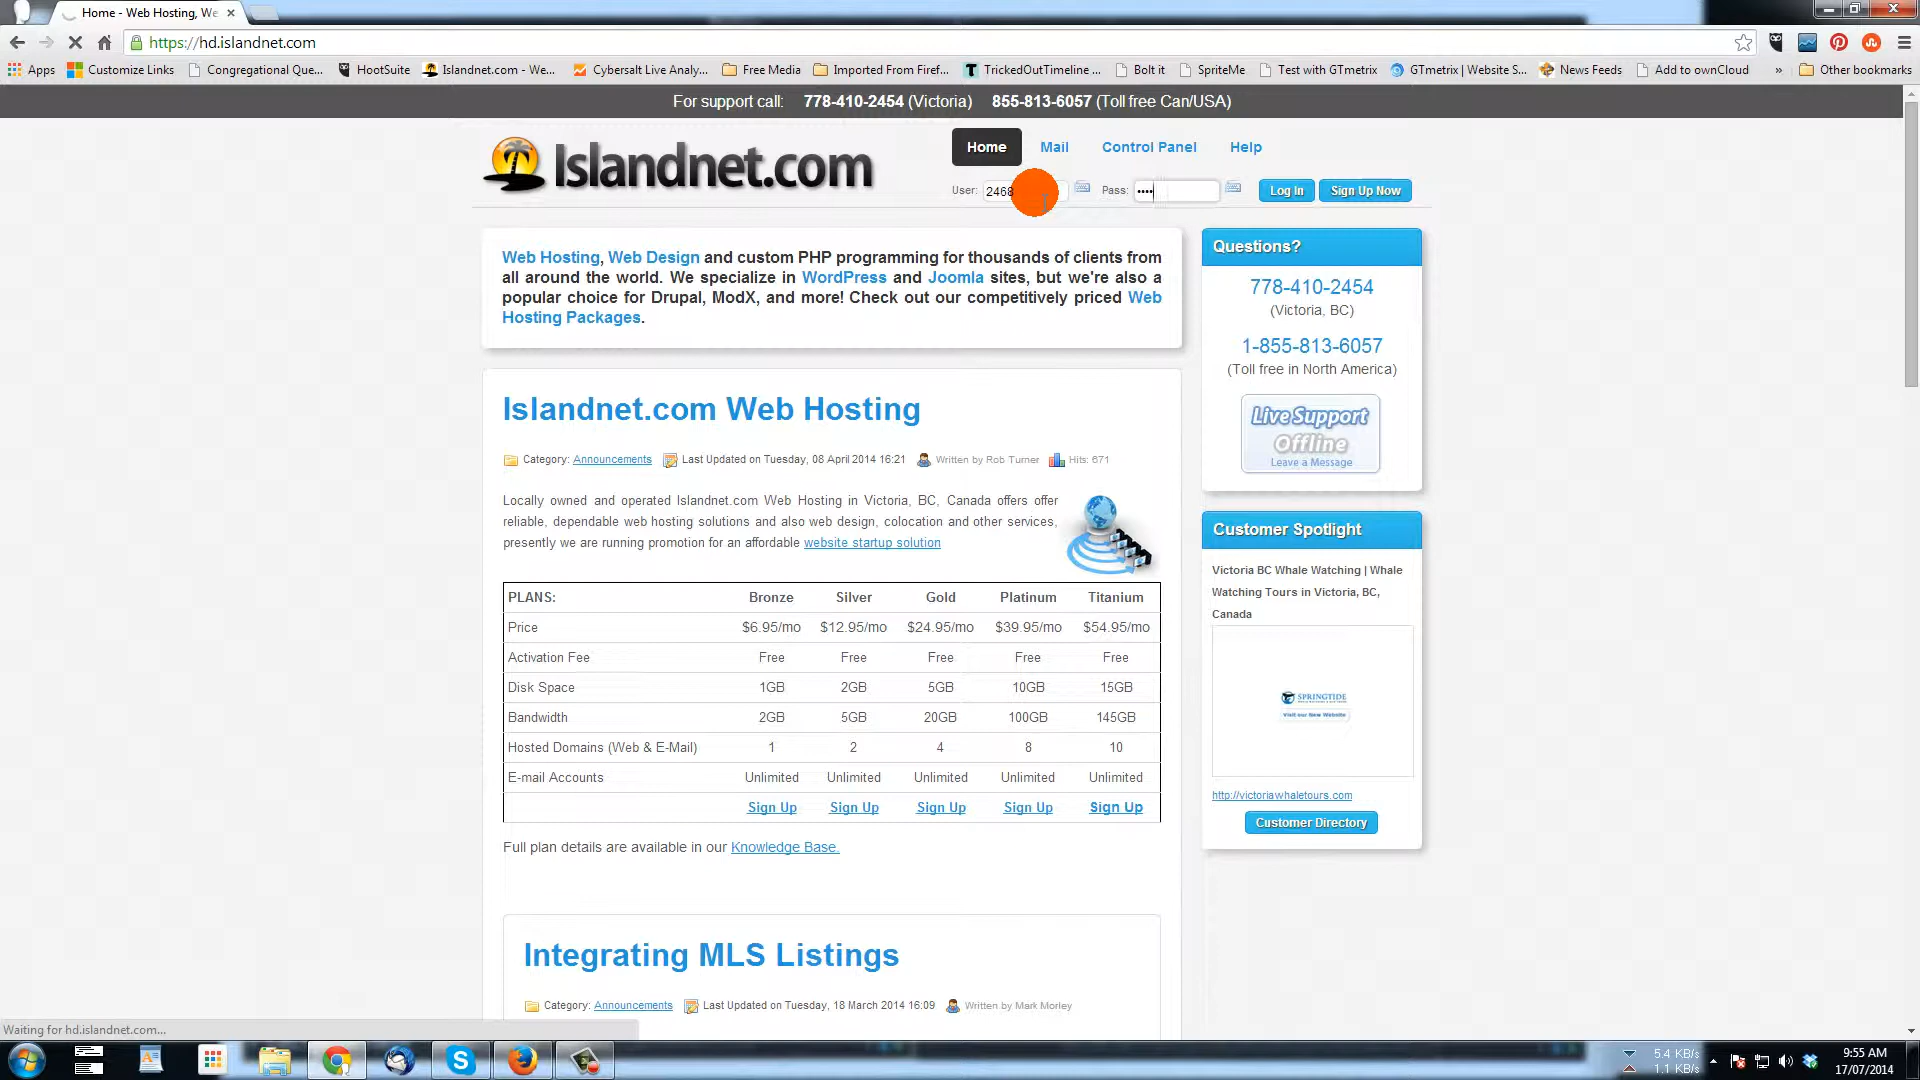 Home - Web Hosting, We
https://hd.islandnet.com
Apps Customize Links Congregational Que... HootSuite Islandnet.com - We... Cybersalt Live Analy... Free Media Imported From Firef... TrickedOutTimeline ... Bolt it SpriteMe Test with GTmetrix GTmetrix | Website S... News Feeds Add to ownCloud » Other bookmarks
For support call: 778-410-2454 (Victoria) 855-813-6057 (Toll free Can/USA)
Islandnet.com
Home Mail Control Panel Help
User: 2468 Pass: •••• Log In Sign Up Now
Web Hosting, Web Design and custom PHP programming for thousands of clients from
all around the world. We specialize in WordPress and Joomla sites, but we're also a
popular choice for Drupal, ModX, and more! Check out our competitively priced Web
Hosting Packages.
Islandnet.com Web Hosting
Category: Announcements Last Updated on Tuesday, 08 April 2014 16:21 Written by Rob Turner Hits: 671
Locally owned and operated Islandnet.com Web Hosting in Victoria, BC, Canada offers offer
reliable, dependable web hosting solutions and also web design, colocation and other services,
presently we are running promotion for an affordable website startup solution
PLANS: Bronze Silver Gold Platinum Titanium
Price $6.95/mo $12.95/mo $24.95/mo $39.95/mo $54.95/mo
Activation Fee Free Free Free Free Free
Disk Space 1GB 2GB 5GB 10GB 15GB
Bandwidth 2GB 5GB 20GB 100GB 145GB
Hosted Domains (Web & E-Mail) 1 2 4 8 10
E-mail Accounts Unlimited Unlimited Unlimited Unlimited Unlimited
Sign Up Sign Up Sign Up Sign Up Sign Up
Full plan details are available in our Knowledge Base.
Integrating MLS Listings
Category: Announcements Last Updated on Tuesday, 18 March 2014 16:09 Written by Mark Morley
Questions?
778-410-2454
(Victoria, BC)
1-855-813-6057
(Toll free in North America)
Live Support
Offline
Leave a Message
Customer Spotlight
Victoria BC Whale Watching | Whale
Watching Tours in Victoria, BC,
Canada
SPRINGTIDE
Visit our New Website
http://victoriawhaletours.com
Customer Directory
Waiting for hd.islandnet.com...
5.4 KB/s
1.1 KB/s
9:55 AM
17/07/2014